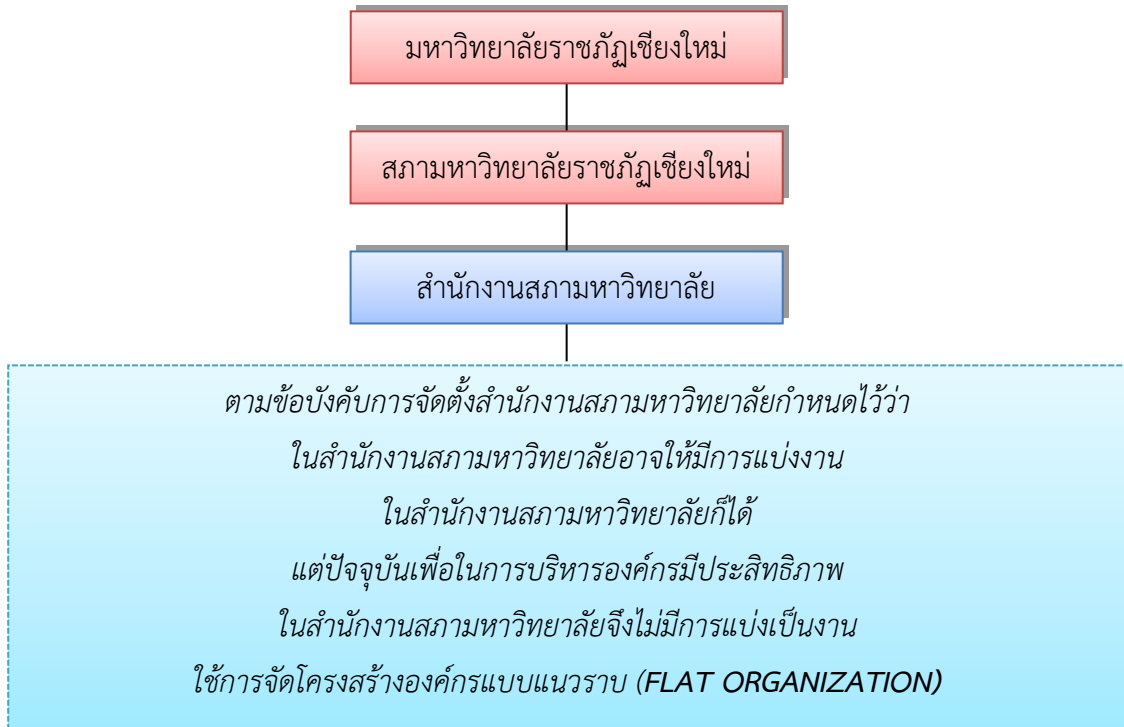 มหาวิทยาลัยราชภัฏเชียงใหม่
สภามหาวิทยาลัยราชภัฏเชียงใหม่
สำนักงานสภามหาวิทยาลัย
ตามข้อบังคับการจัดตั้งสำนักงานสภามหาวิทยาลัยกำหนดไว้ว่า
ในสำนักงานสภามหาวิทยาลัยอาจให้มีการแบ่งงาน
ในสำนักงานสภามหาวิทยาลัยก็ได้
แต่ปัจจุบันเพื่อในการบริหารองค์กรมีประสิทธิภาพ
ในสำนักงานสภามหาวิทยาลัยจึงไม่มีการแบ่งเป็นงาน
ใช้การจัดโครงสร้างองค์กรแบบแนวราบ (FLAT ORGANIZATION)